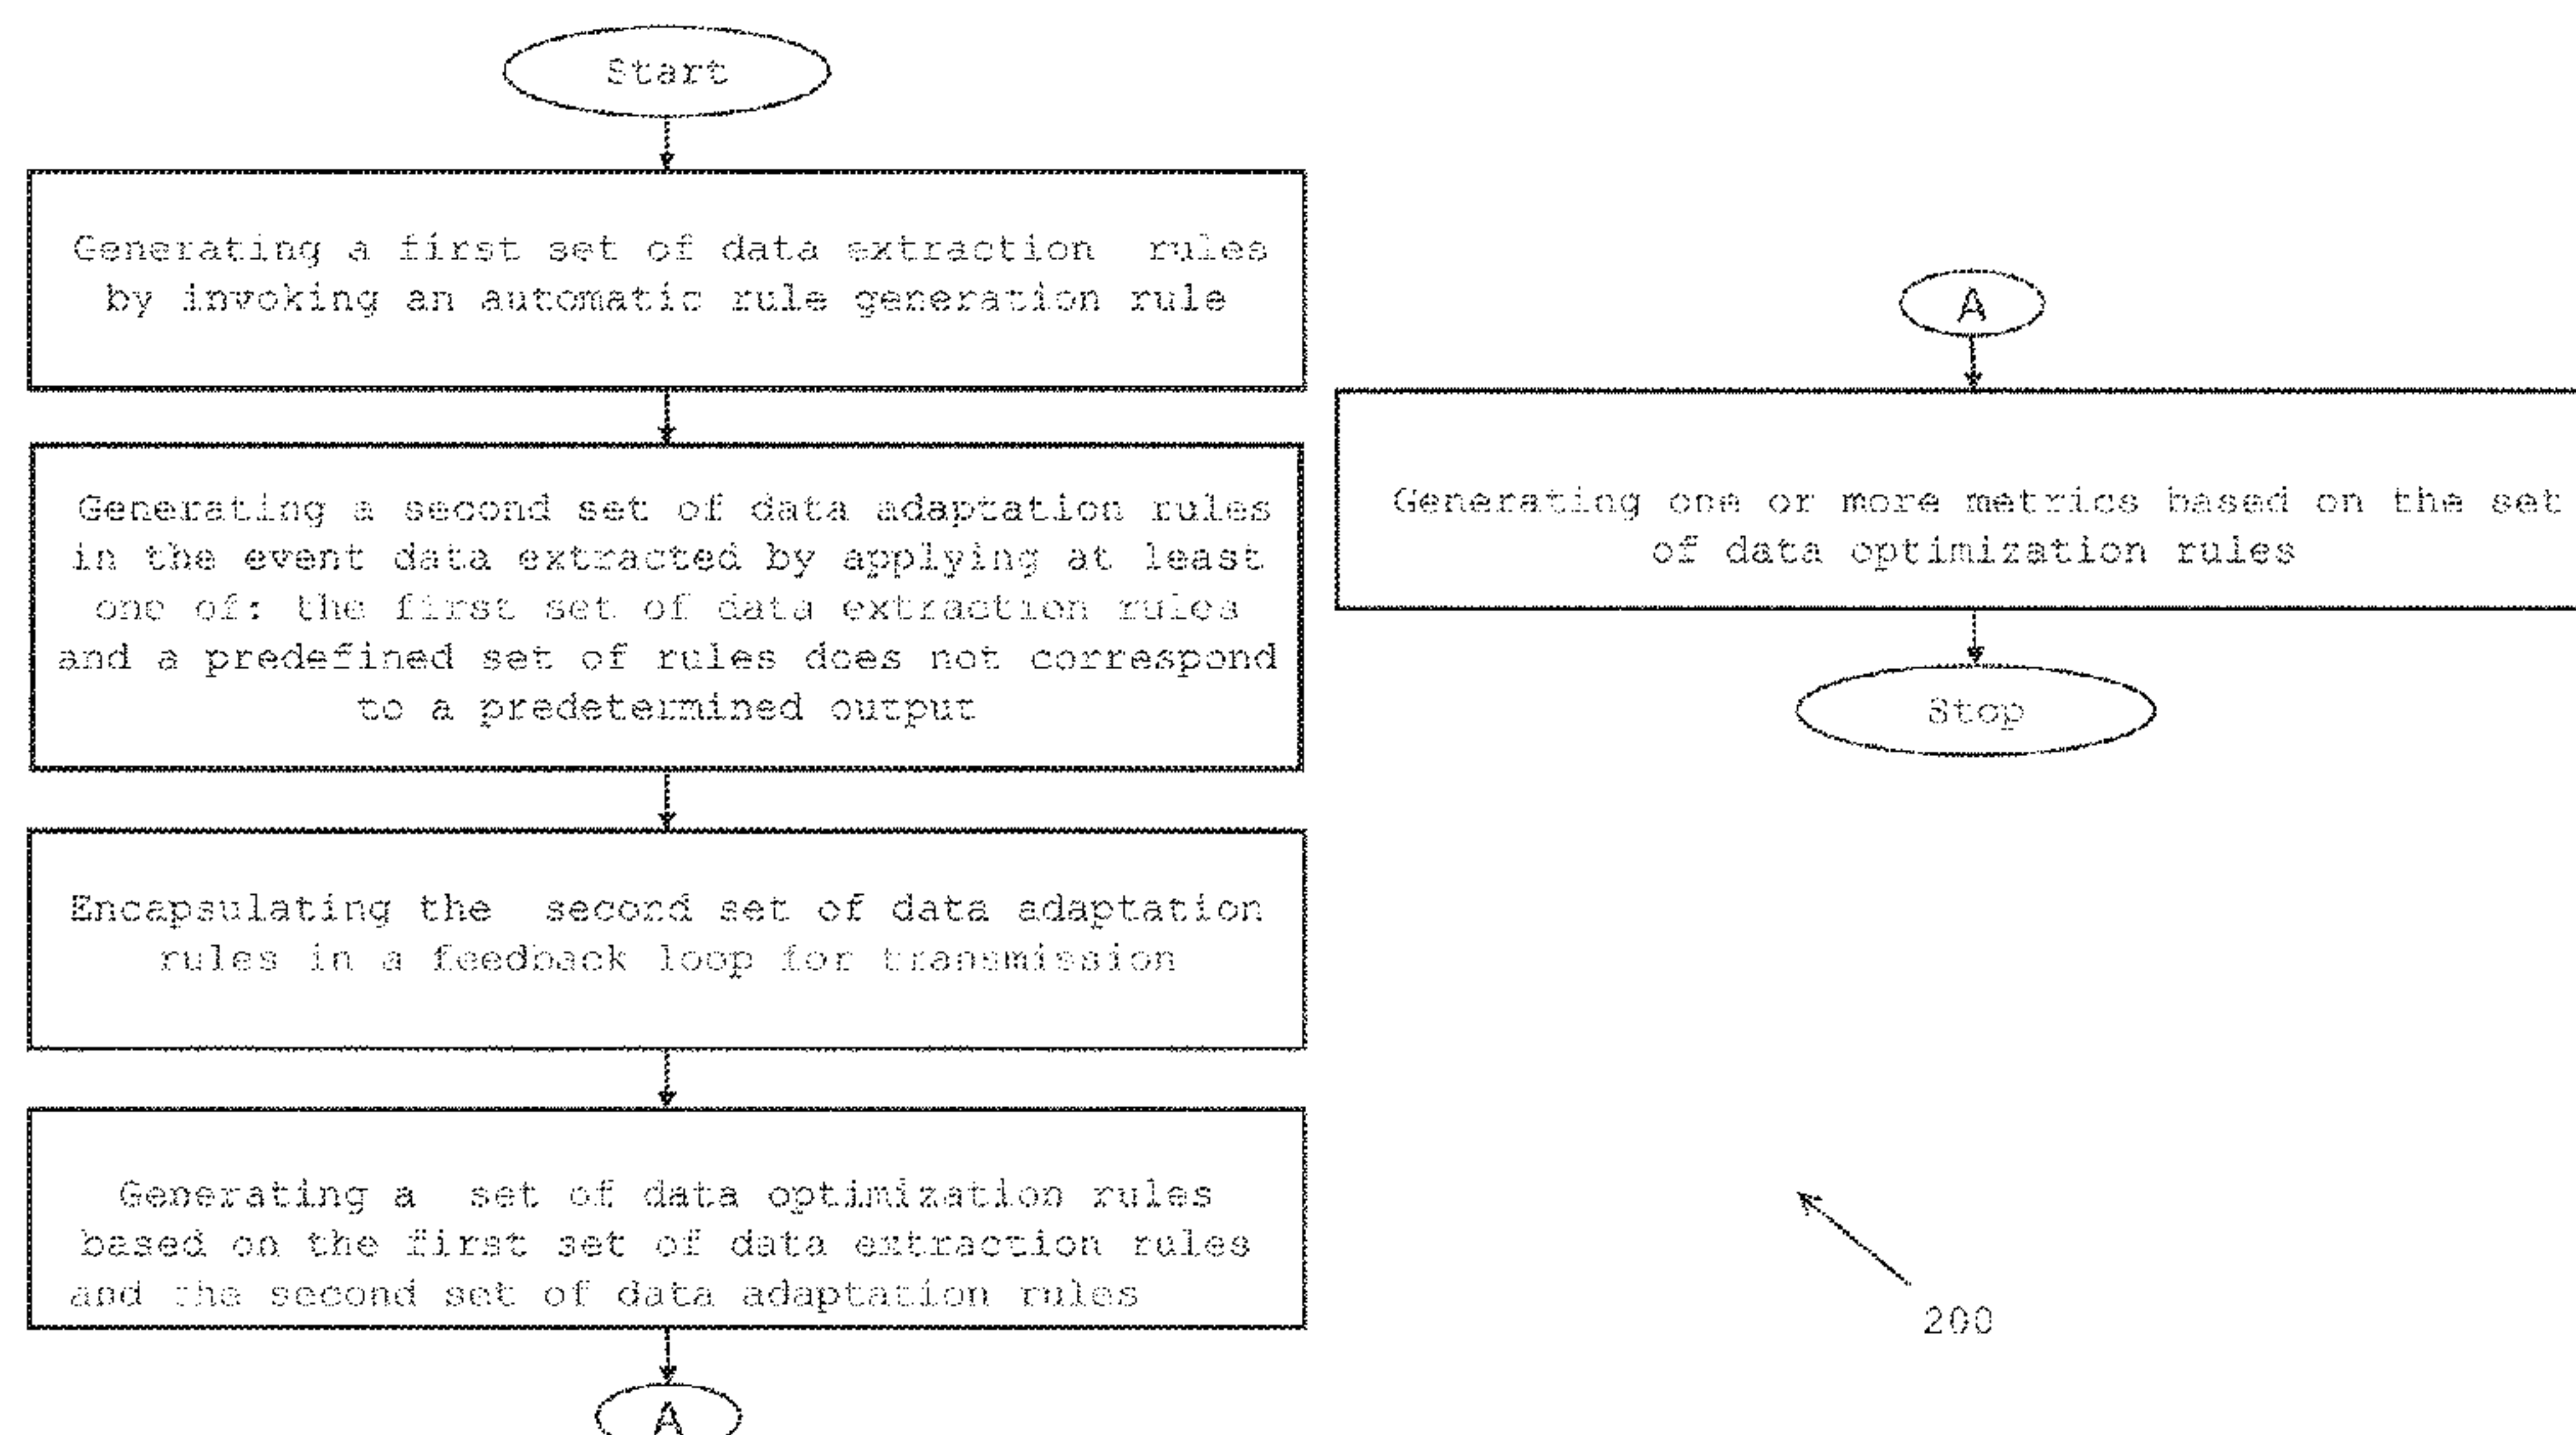 Start
Generating a first set of data extraction rules
by invoking an automatic rule generation rule
Generating a second set of data adaptation rules
in the event data extracted by applying at least
one of: the first set of data extraction rules
and a predefined set of rules does not correspond
to a predetermined output
Encapsulating the second set of data adaptation
rules in a feedback loop for transmission
Generating a set of data optimization rules
based on the first set of data extraction rules
and the second set of data adaptation rules
A
A
Generating one or more metrics based on the set
of data optimization rules
Stop
200